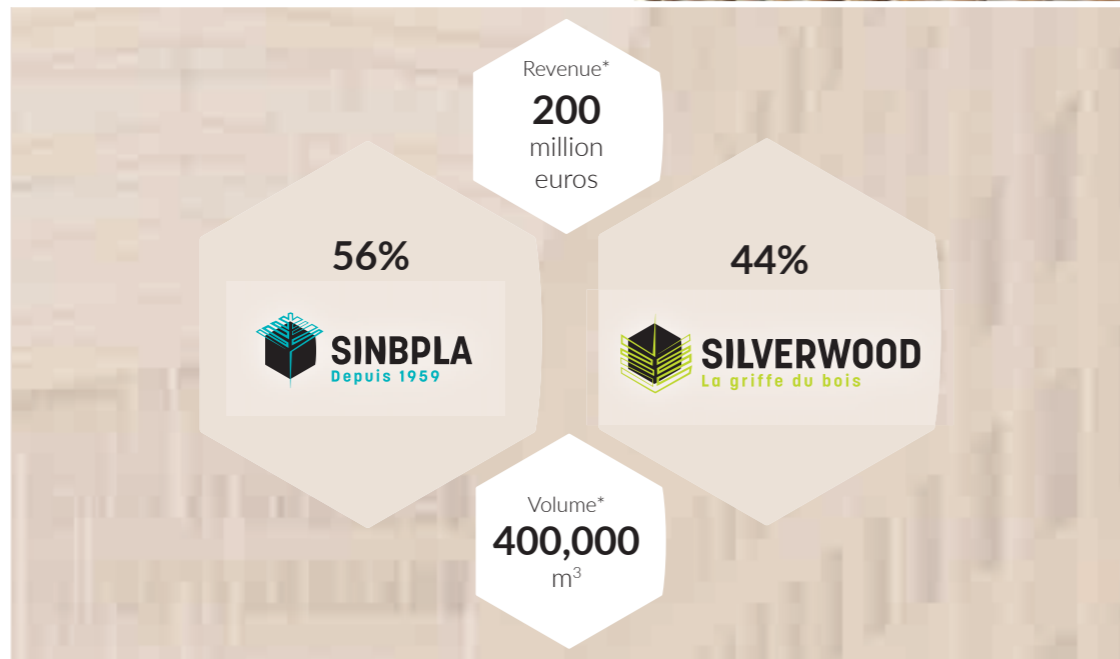 Revenue*
200
million
euros
56%
SINBPLA
Depuis 1959
44%
SILVERWOOD
La griffe du bois
Volume*
400,000
m³